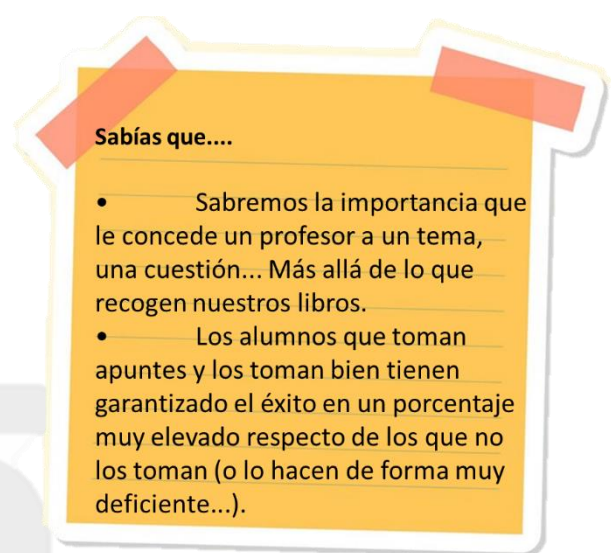 Sabías que....
• Sabremos la importancia que
le concede un profesor a un tema,
una cuestión... Más allá de lo que
recogen nuestros libros.
• Los alumnos que toman
apuntes y los toman bien tienen
garantizado el éxito en un porcentaje
muy elevado respecto de los que no
los toman (o lo hacen de forma muy
deficiente...).